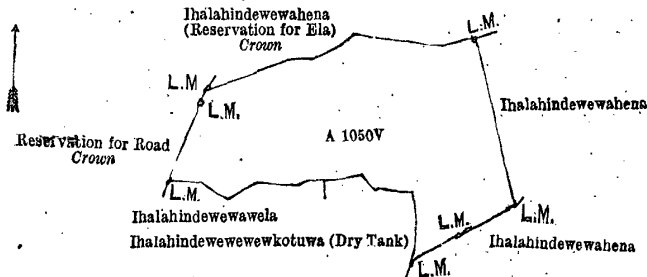 Ihalahindewewahena
(Reservation for Ela)
Crown
L.M.
L.M
L.M.
Ihalahindewewahena
Reservation for Road
Crown
A 1050V
L.M.
Ihalahindewewawela
L.M.
L.M.
Ihalahindewewewewkotuwa (Dry Tank)
Ihalahindewewahena
L.M.